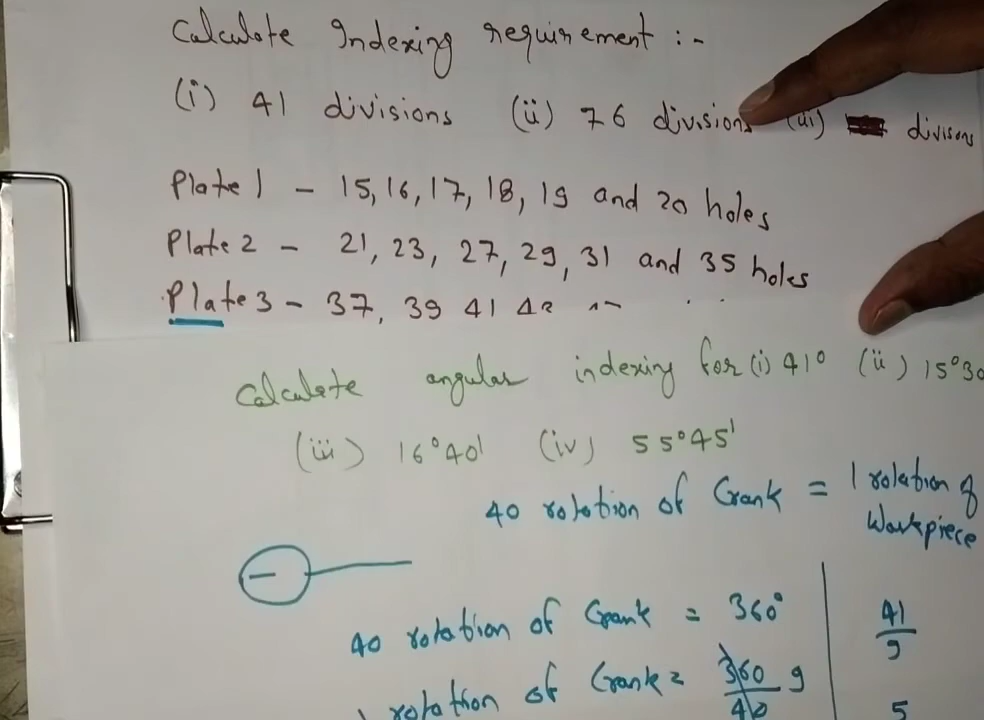 Calculate Indexing requirement :-
(i) 41 divisions (ii) 76 divisions (iii) divisons
Plate 1 - 15, 16, 17, 18, 19 and 20 holes
Plate 2 - 21, 23, 27, 29, 31 and 35 holes
Plate 3 - 37, 39 41
Calculate angular indexing for (i) 41° (ii) 15°30
(iii) 16°40' (iv) 55°45'
40 rotation of Crank = 1 rotation of
Workpiece
40 rotation of Crank = 360°
41
9
rotation of Crank = 360 9
40
5